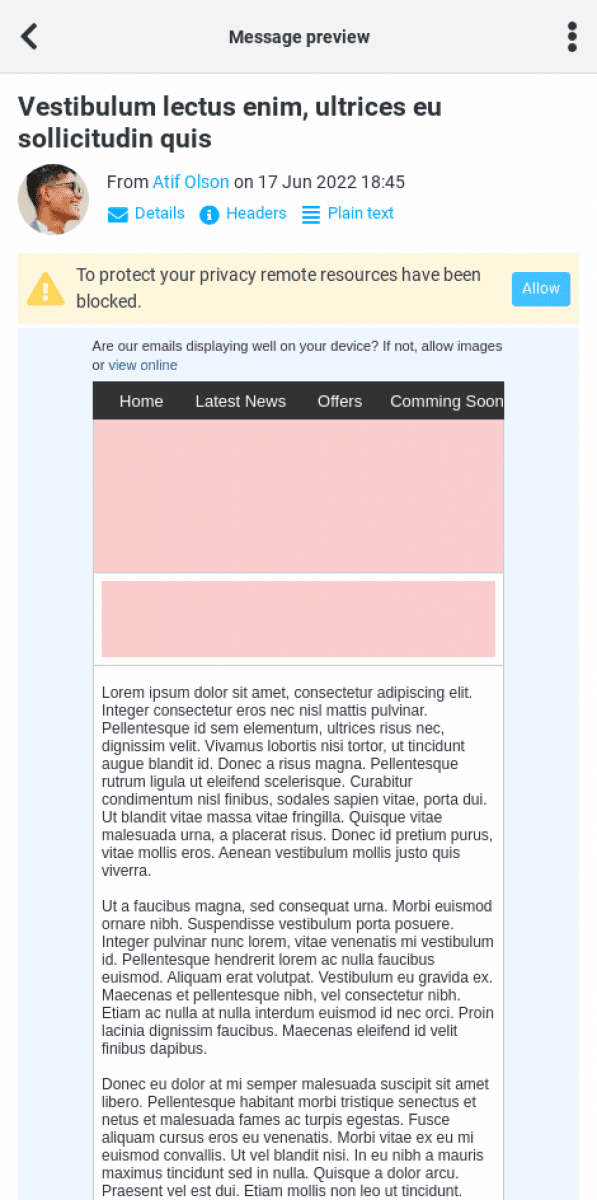 Message preview
Vestibulum lectus enim, ultrices eu
sollicitudin quis
From Atif Olson on 17 Jun 2022 18:45
Details Headers Plain text
To protect your privacy remote resources have been
blocked.
Allow
Are our emails displaying well on your device? If not, allow images
or view online
Home Latest News Offers Comming Soon
Lorem ipsum dolor sit amet, consectetur adipiscing elit.
Integer consectetur eros nec nisl mattis pulvinar.
Pellentesque id sem elementum, ultrices risus nec,
dignissim velit. Vivamus lobortis nisi tortor, ut tincidunt
augue blandit id. Donec a risus magna. Pellentesque
rutrum ligula ut eleifend scelerisque. Curabitur
condimentum nisl finibus, sodales sapien vitae, porta dui.
Ut blandit vitae massa vitae fringilla. Quisque vitae
malesuada urna, a placerat risus. Donec id pretium purus,
vitae mollis eros. Aenean vestibulum mollis justo quis
viverra.
Ut a faucibus magna, sed consequat urna. Morbi euismod
ornare nibh. Suspendisse vestibulum porta posuere.
Integer pulvinar nunc lorem, vitae venenatis mi vestibulum
id. Pellentesque hendrerit lorem ac nulla faucibus
euismod. Aliquam erat volutpat. Vestibulum eu gravida ex.
Maecenas et pellentesque nibh, vel consectetur nibh.
Etiam ac nulla at nulla interdum euismod id nec orci. Proin
lacinia dignissim faucibus. Maecenas eleifend id velit
finibus dapibus.
Donec eu dolor at mi semper malesuada suscipit sit amet
libero. Pellentesque habitant morbi tristique senectus et
netus et malesuada fames ac turpis egestas. Fusce
aliquam cursus eros eu venenatis. Morbi vitae ex eu mi
euismod convallis. Ut vel blandit nisi. In eu nibh a mauris
maximus tincidunt sed in nulla. Quisque a dolor arcu.
Praesent vel est dui. Etiam mollis non leo ut tincidunt.